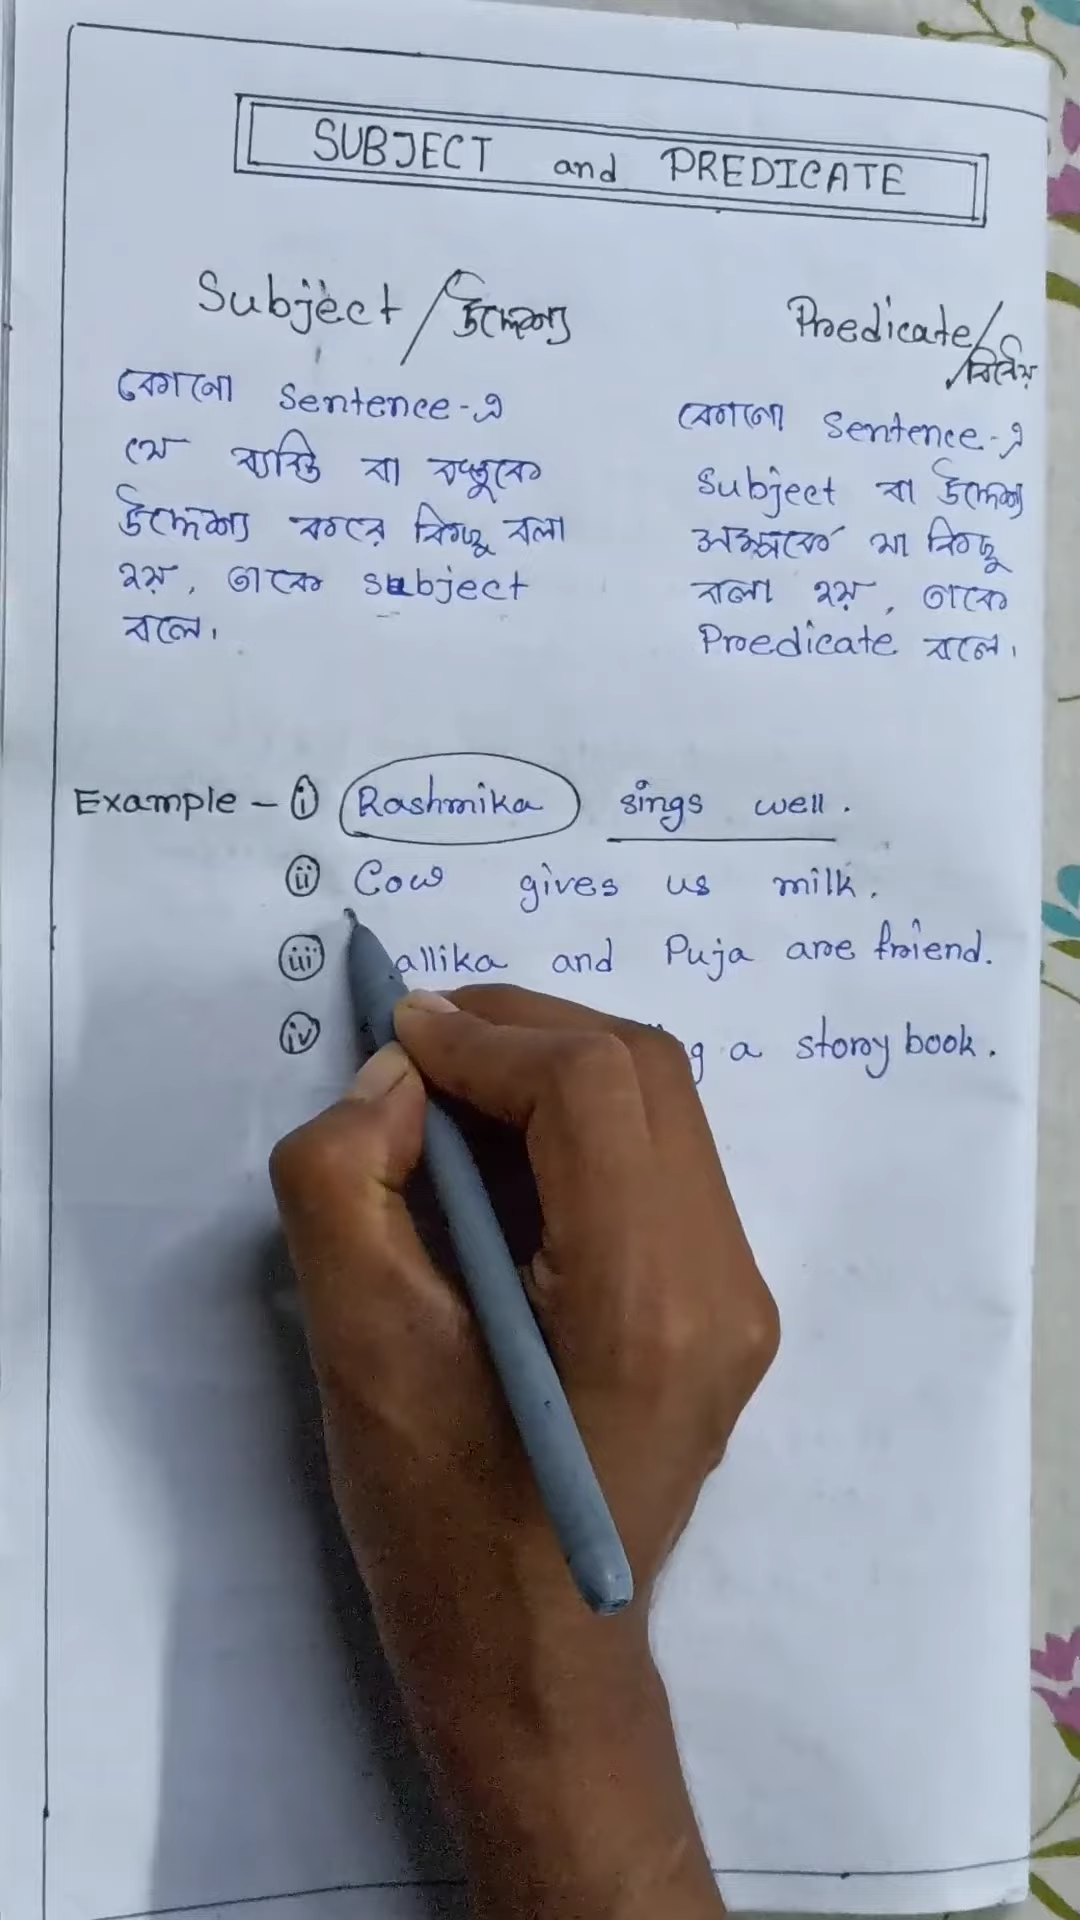 SUBJECT and PREDICATE
Subject / উদ্দেশ্য
Predicate / বিধেয়
কোনো Sentence-এ
যে ব্যক্তি বা বস্তুকে
উদ্দেশ্য করে কিছু বলা
হয়, তাকে subject
বলে।
কোনো Sentence-এ
Subject বা উদ্দেশ্য
সম্পর্কে যা কিছু
বলা হয়, তাকে
Predicate বলে।
Example - i Rashmika sings well.
ii Cow gives us milk.
iii allika and Puja are friend.
iv g a story book.